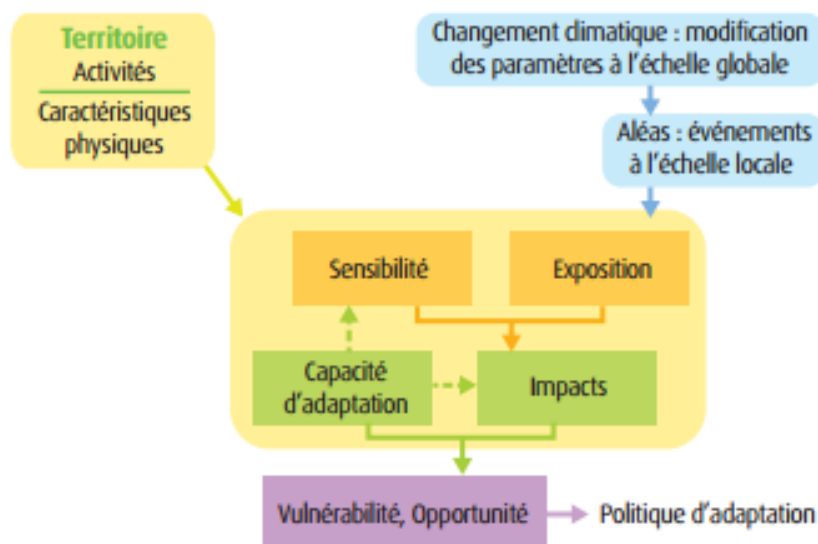 Territoire
Activités
Caractéristiques
physiques
Changement climatique : modification
des paramètres à l'échelle globale
Aléas : événements
à l'échelle locale
Sensibilité
Exposition
Capacité
d'adaptation
Impacts
Vulnérabilité, Opportunité
Politique d'adaptation